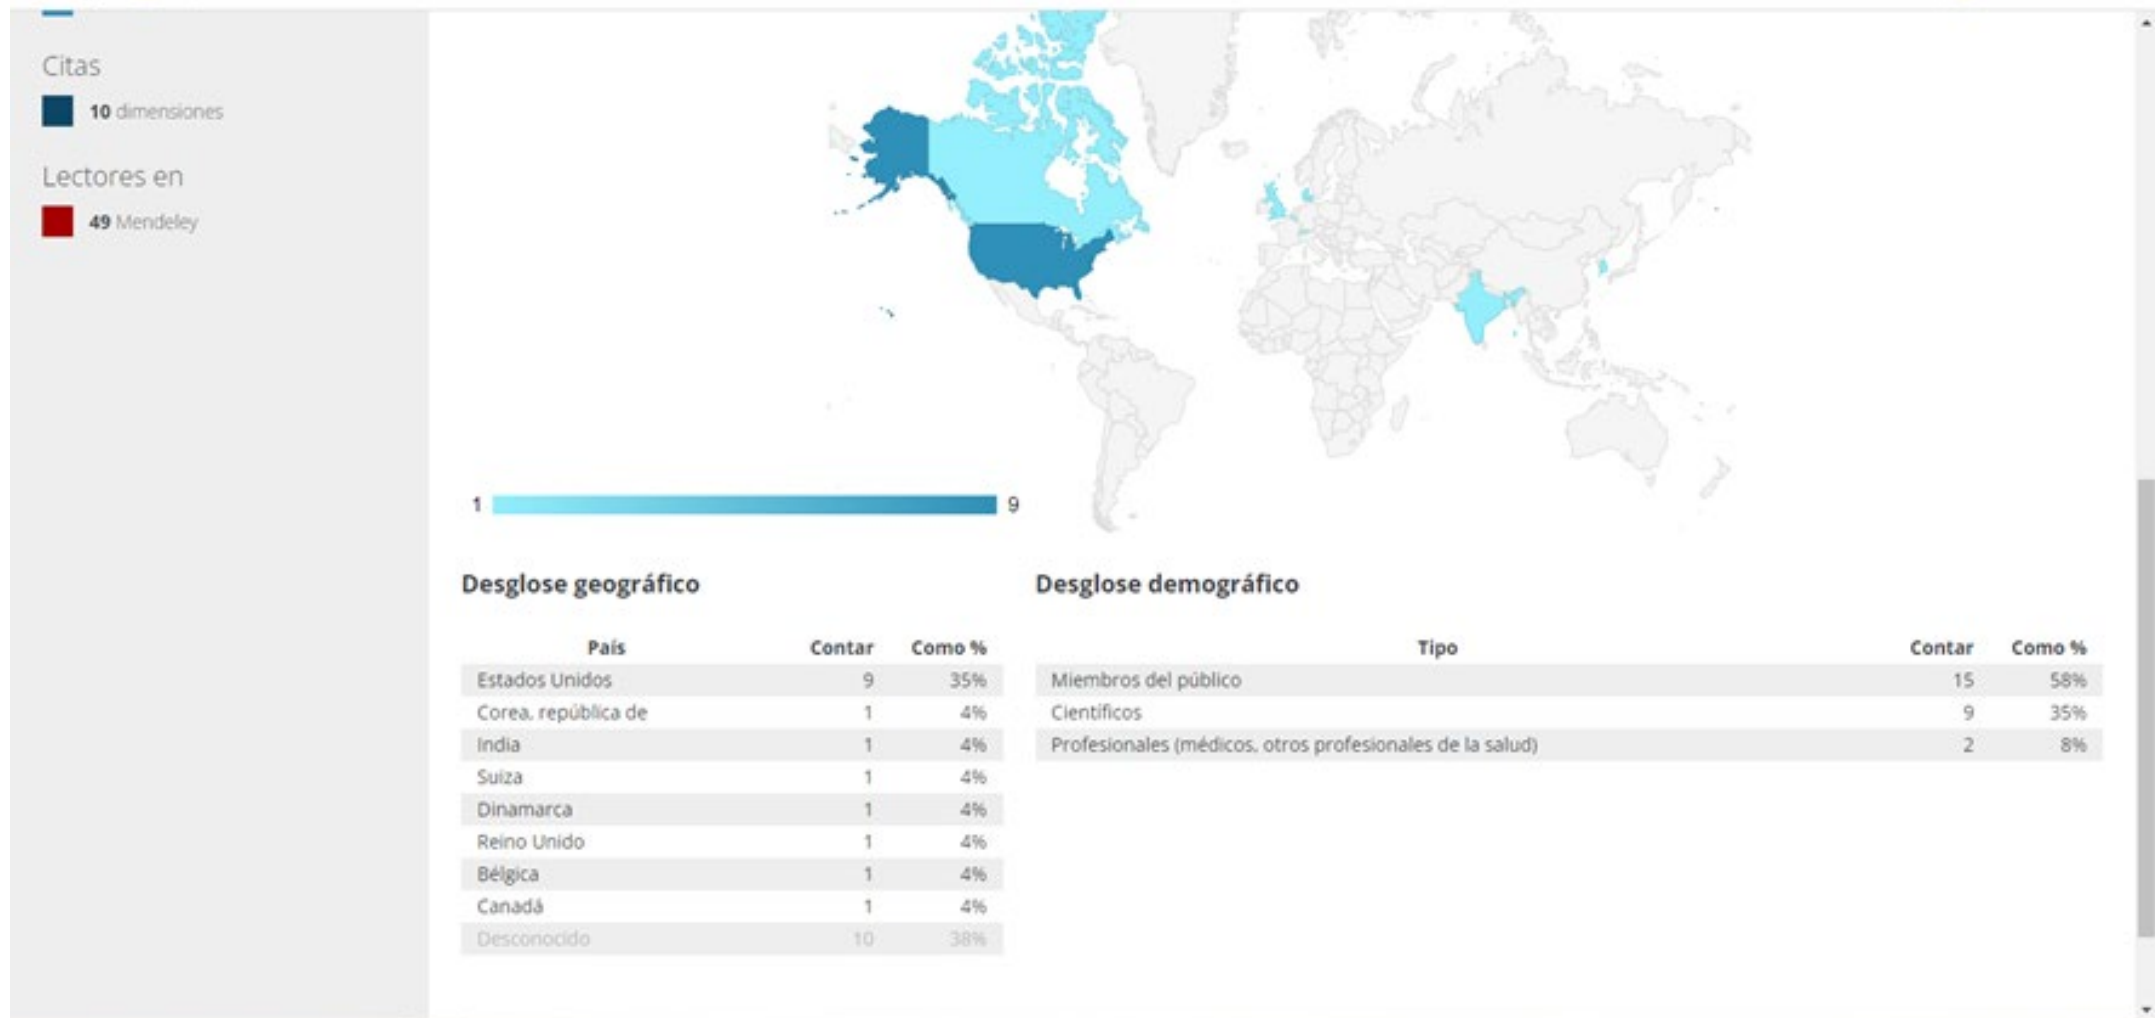 Citas
10 dimensiones
Lectores en
49 Mendeley
1 9
Desglose geográfico
País Contar Como %
Estados Unidos 9 35%
Corea, república de 1 4%
India 1 4%
Suiza 1 4%
Dinamarca 1 4%
Reino Unido 1 4%
Bélgica 1 4%
Canadá 1 4%
Desconocido 10 38%
Desglose demográfico
Tipo Contar Como %
Miembros del público 15 58%
Científicos 9 35%
Profesionales (médicos, otros profesionales de la salud) 2 8%